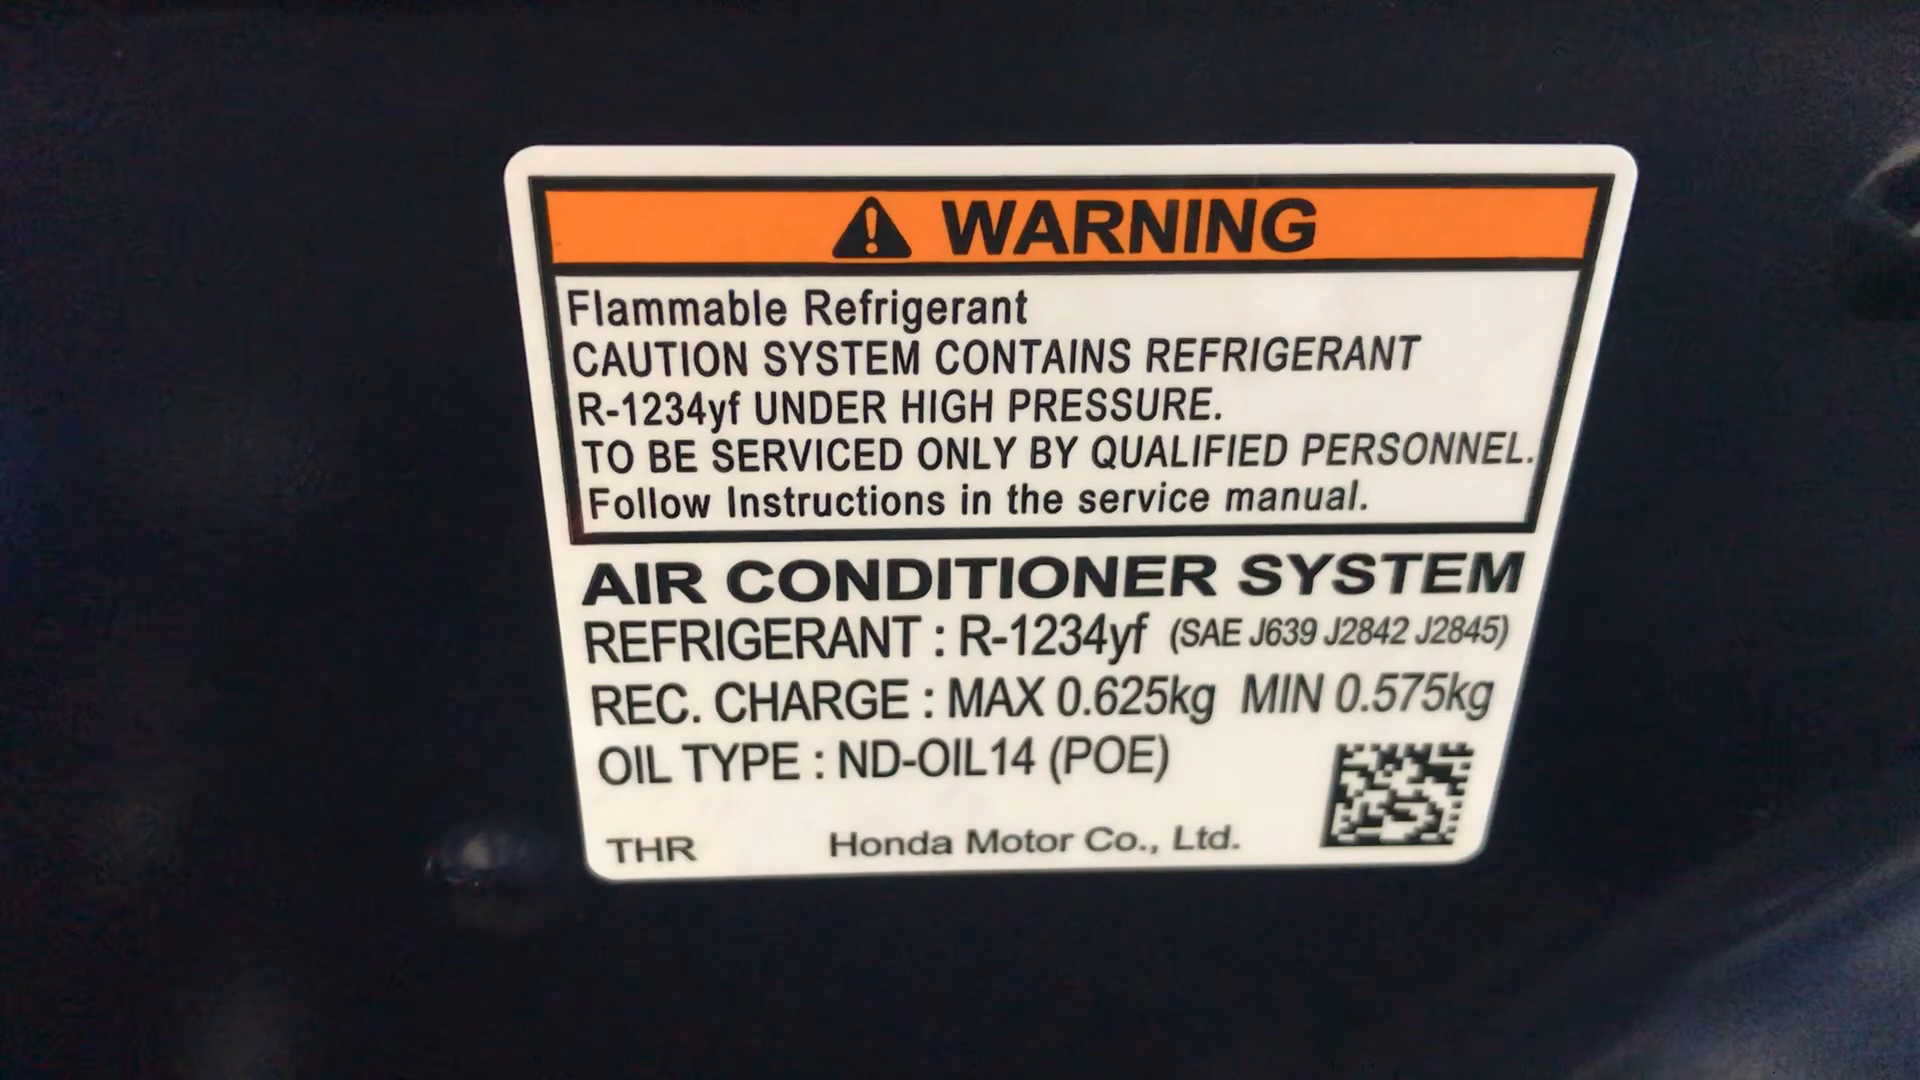 WARNING
Flammable Refrigerant
CAUTION SYSTEM CONTAINS REFRIGERANT
R-1234yf UNDER HIGH PRESSURE.
TO BE SERVICED ONLY BY QUALIFIED PERSONNEL.
Follow Instructions in the service manual.
AIR CONDITIONER SYSTEM
REFRIGERANT : R-1234yf (SAE J639 J2842 J2845)
REC. CHARGE : MAX 0.625kg MIN 0.575kg
OIL TYPE : ND-OIL14 (POE)
THR Honda Motor Co., Ltd.